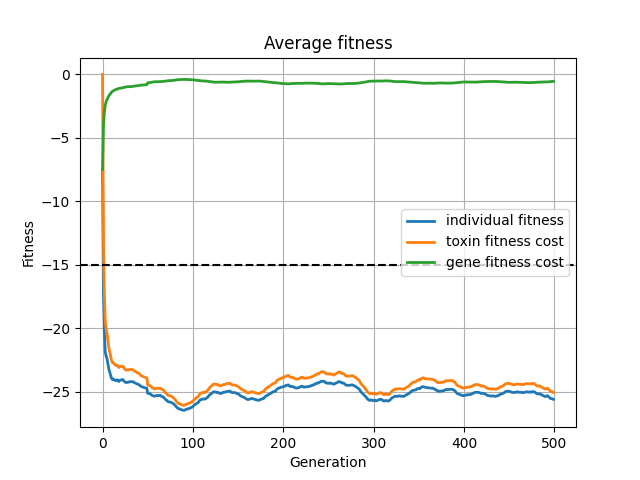 Average fitness
Fitness
0
−5
−10
−15
−20
−25
individual fitness
toxin fitness cost
gene fitness cost
0 100 200 300 400 500
Generation